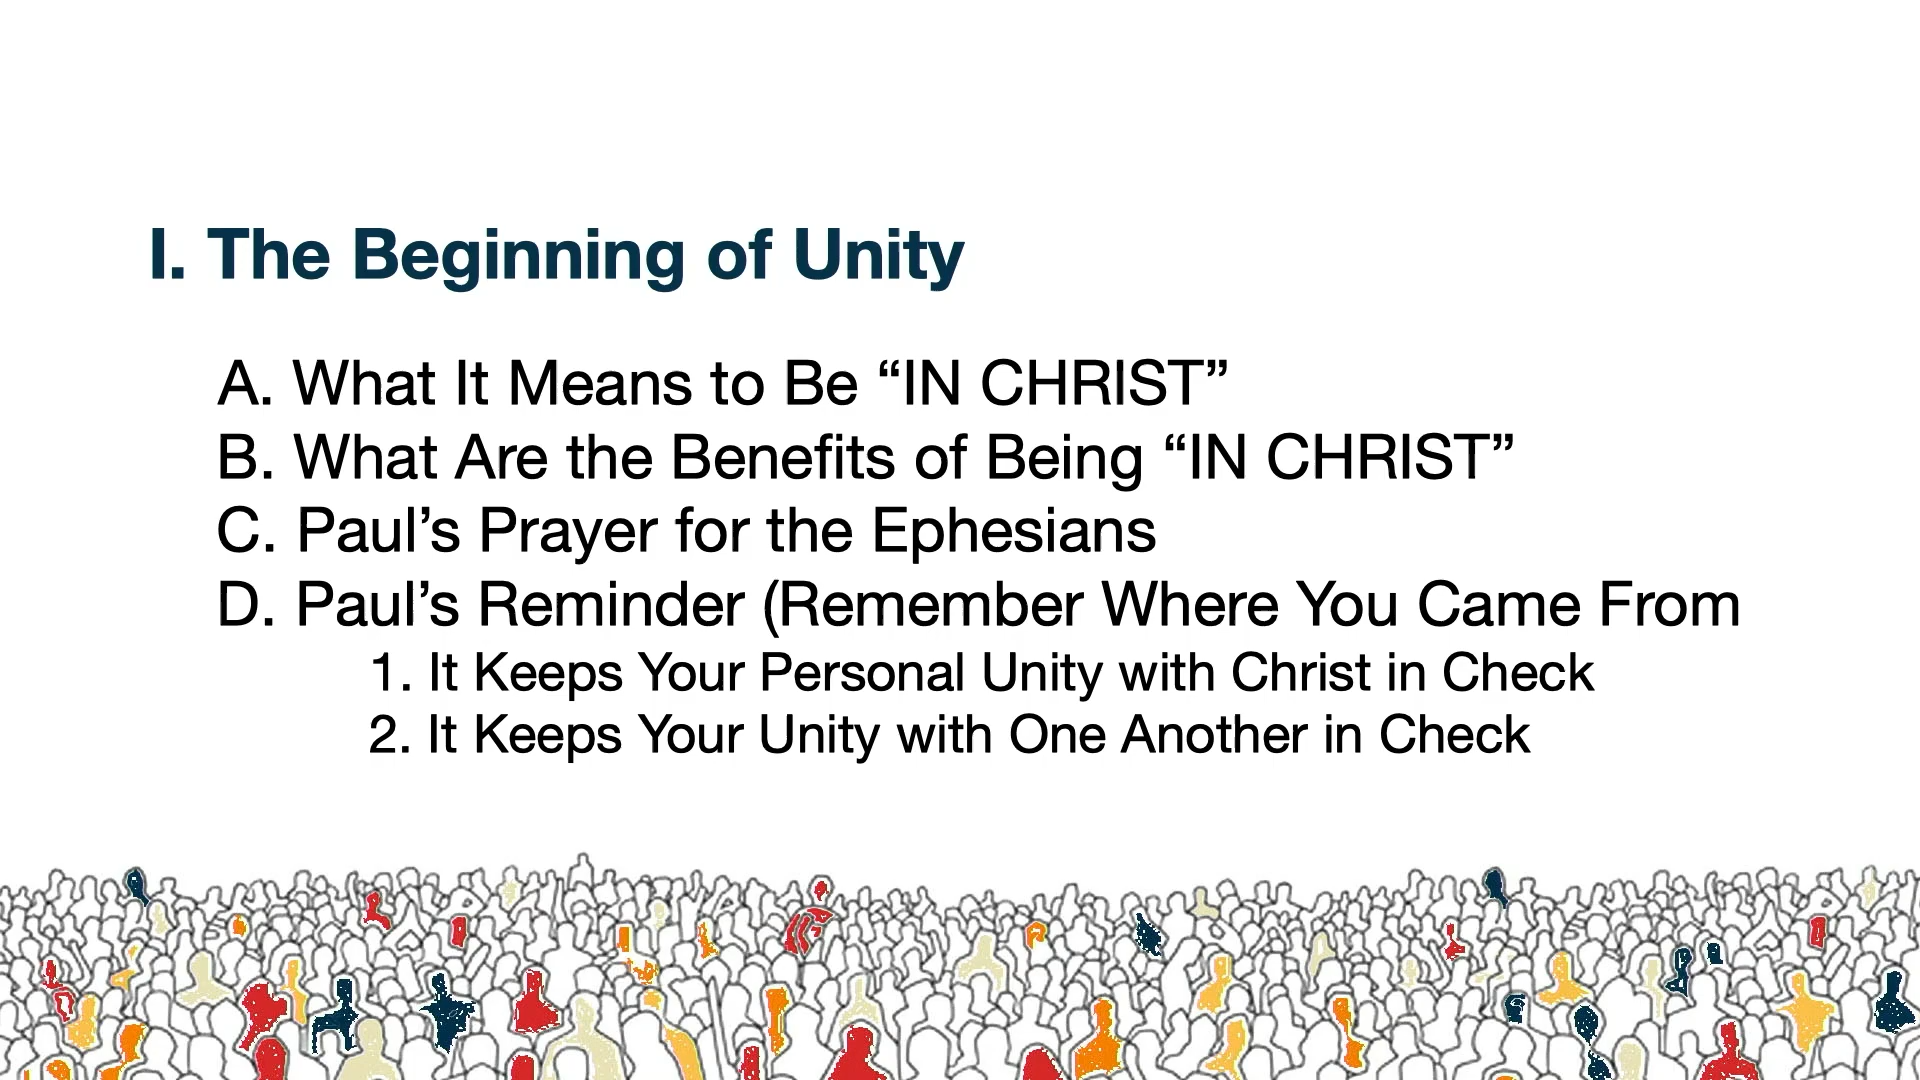 I. The Beginning of Unity
A. What It Means to Be “IN CHRIST”
B. What Are the Benefits of Being “IN CHRIST”
C. Paul’s Prayer for the Ephesians
D. Paul’s Reminder (Remember Where You Came From
1. It Keeps Your Personal Unity with Christ in Check
2. It Keeps Your Unity with One Another in Check